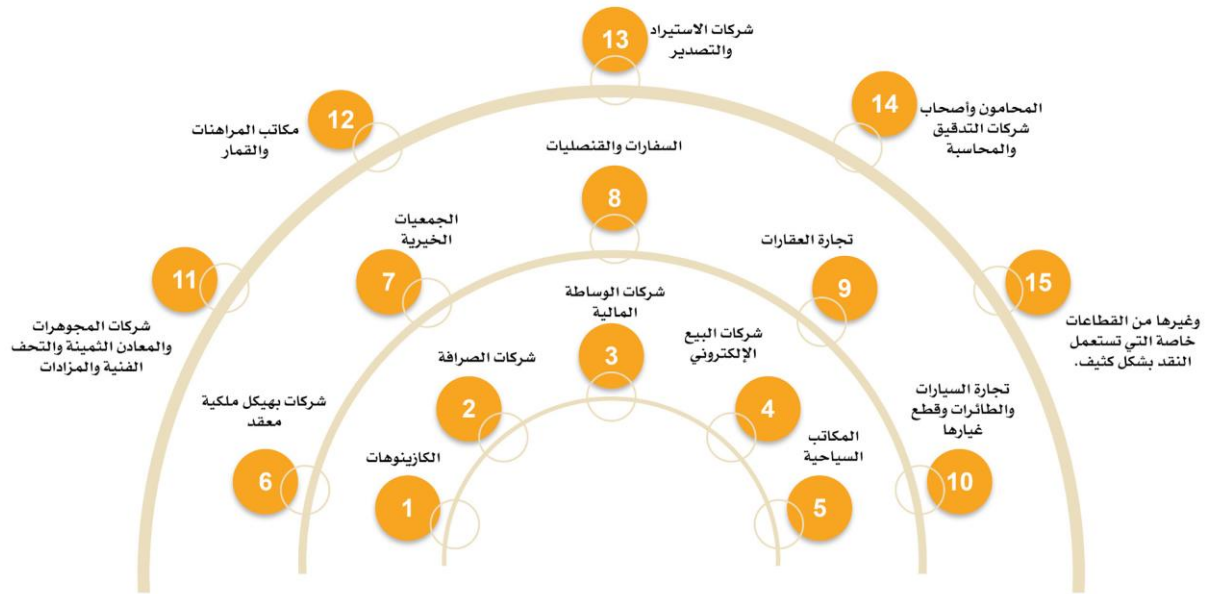 1
الكازينوهات
2
شركات الصرافة
3
شركات الوساطة
المالية
4
شركات البيع
الإلكتروني
5
المكاتب
السياحية
6
شركات بهيكل ملكية
معقد
7
الجمعيات
الخيرية
8
السفارات والقنصليات
9
تجارة العقارات
10
تجارة السيارات
والطائرات وقطع
غيارها
11
شركات المجوهرات
والمعادن الثمينة والتحف
الفنية والمزادات
12
مكاتب المراهنات
والقمار
13
شركات الاستيراد
والتصدير
14
المحامون وأصحاب
شركات التدقيق
والمحاسبة
15
وغيرها من القطاعات
خاصة التي تستعمل
النقد بشكل كثيف.